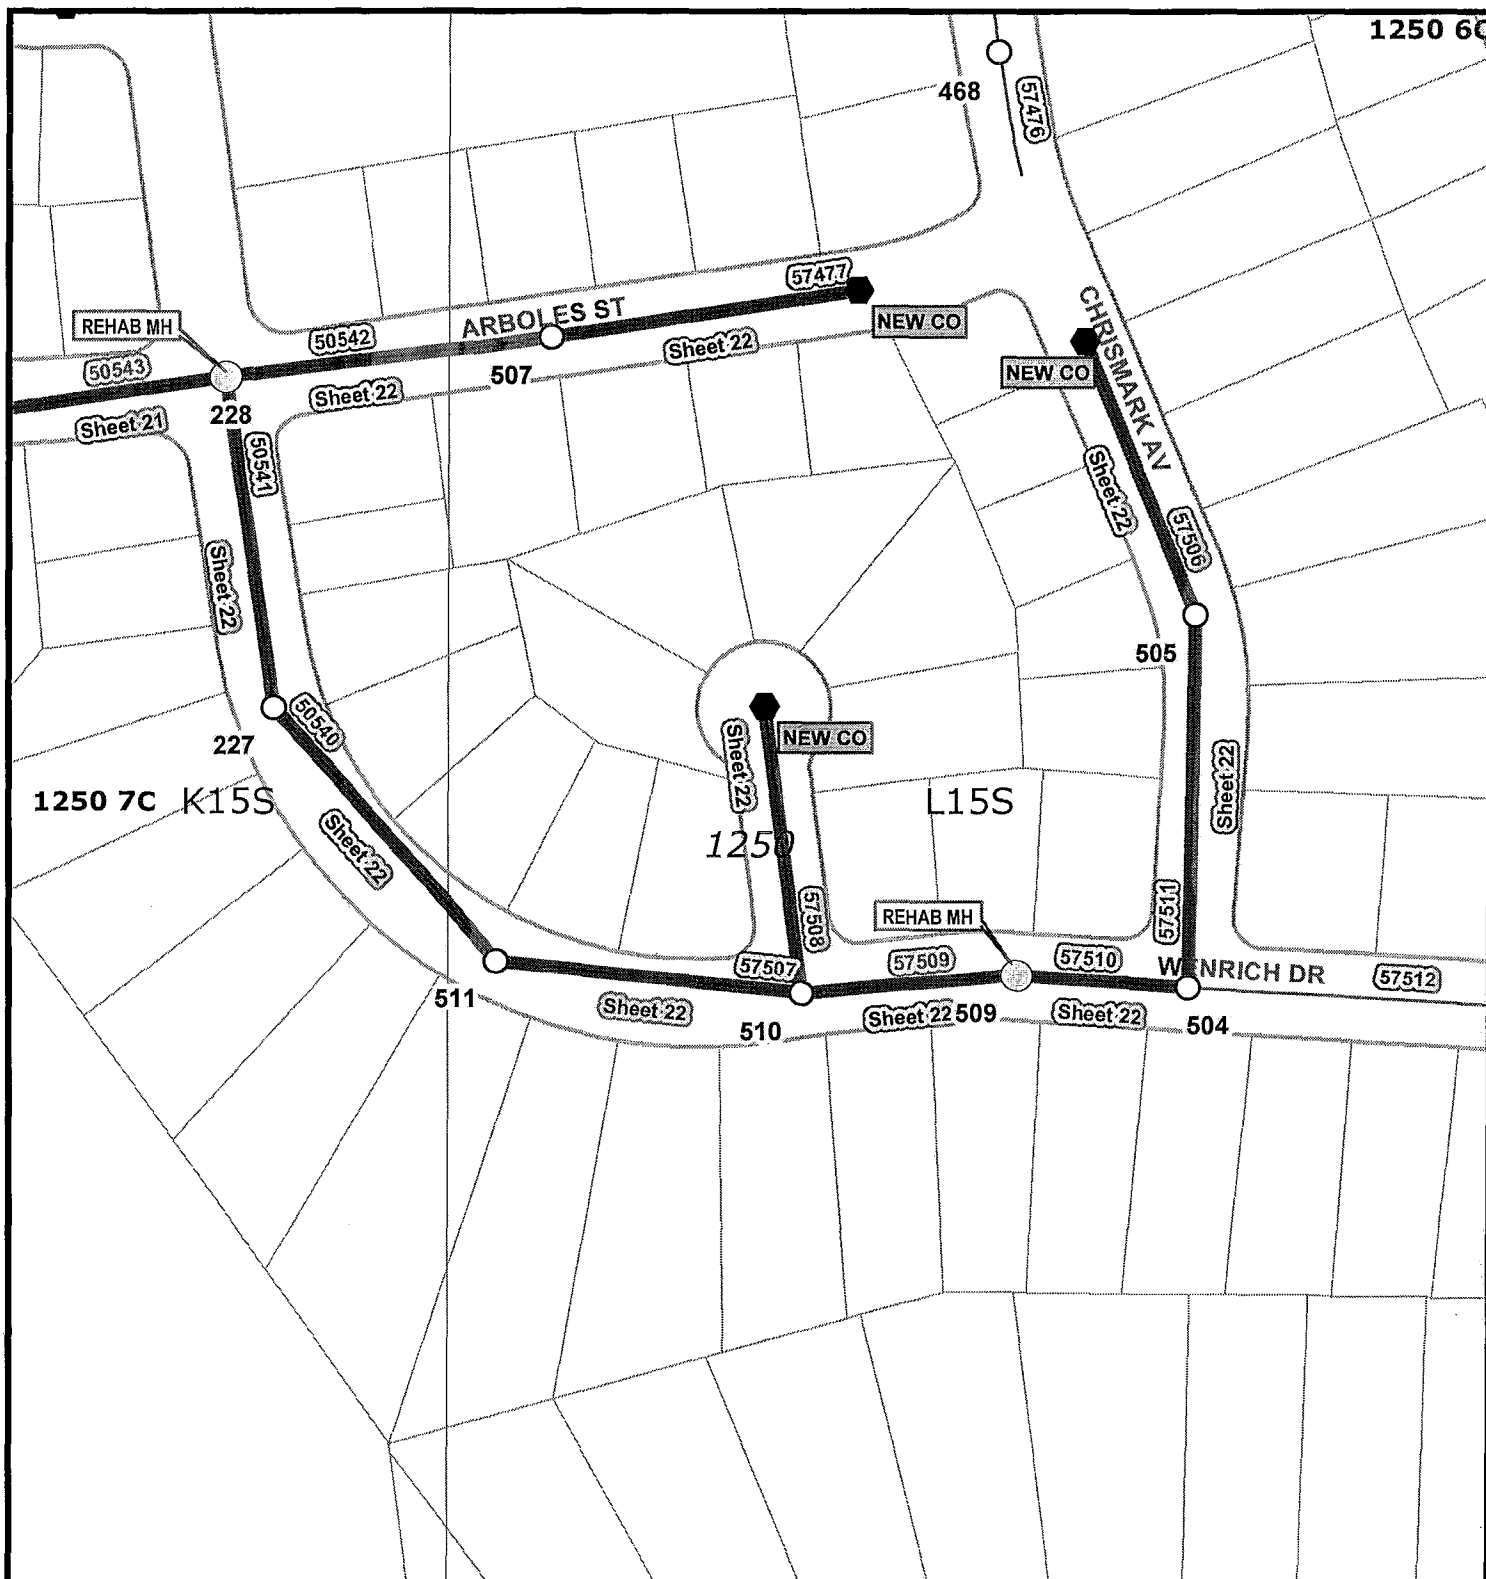 1250 6C
468
57476
57477
ARBOLES ST
NEW CO
REHAB MH
50542
Sheet 22
507
50543
Sheet 22
228
Sheet 21
CHRISMARK AV
NEW CO
50541
Sheet 22
57506
Sheet 22
505
50540
227
NEW CO
Sheet 22
Sheet 22
1250 7C
K15S
L15S
1250
Sheet 22
57508
REHAB MH
57511
57507
57509
57510
WENRICH DR
57512
511
Sheet 22
510
Sheet 22
509
Sheet 22
504